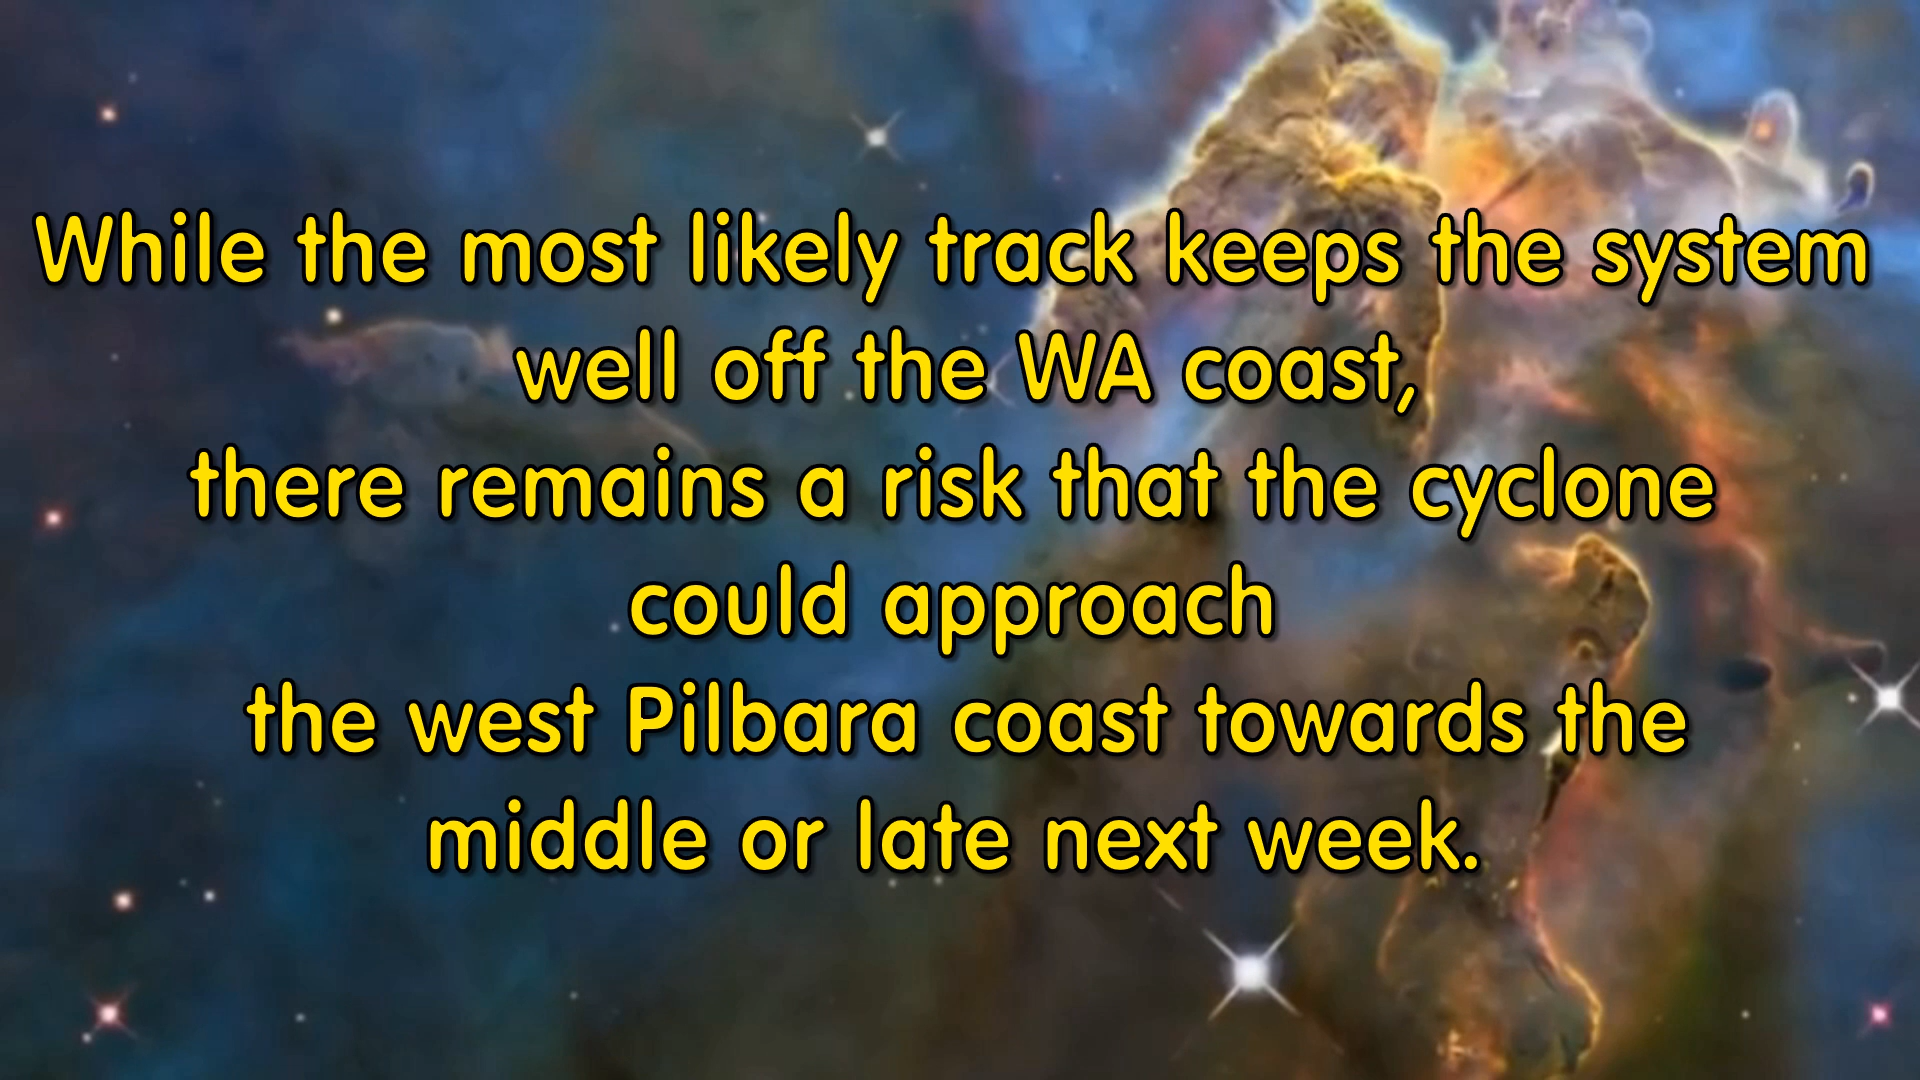 While the most likely track keeps the system
well off the WA coast,
there remains a risk that the cyclone
could approach
the west Pilbara coast towards the
middle or late next week.